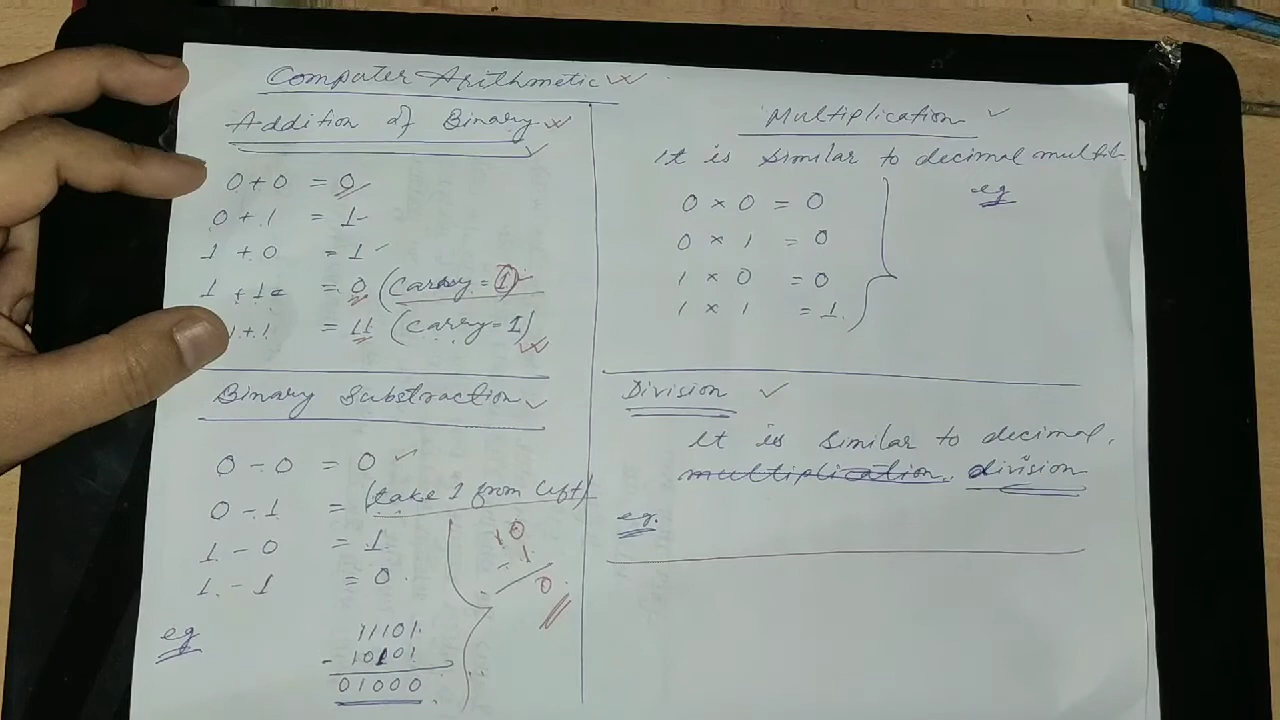 Computer Arithmetic
Addition of Binary
0 + 0 = 0
0 + 1 = 1
1 + 0 = 1
1 + 1 = 0 (Carry = 1)
1+1 = 11 (Carry=1)
Binary Substraction
0 - 0 = 0
0 - 1 = (take 1 from left)
1 - 0 = 1
1 - 1 = 0
10
- 1
0
eg
11101
- 10101
01000
Multiplication
It is similar to decimal
0 × 0 = 0
0 × 1 = 0
1 × 0 = 0
1 × 1 = 1
eg
Division
It is similar to decimal,
multiplication. division
eg.